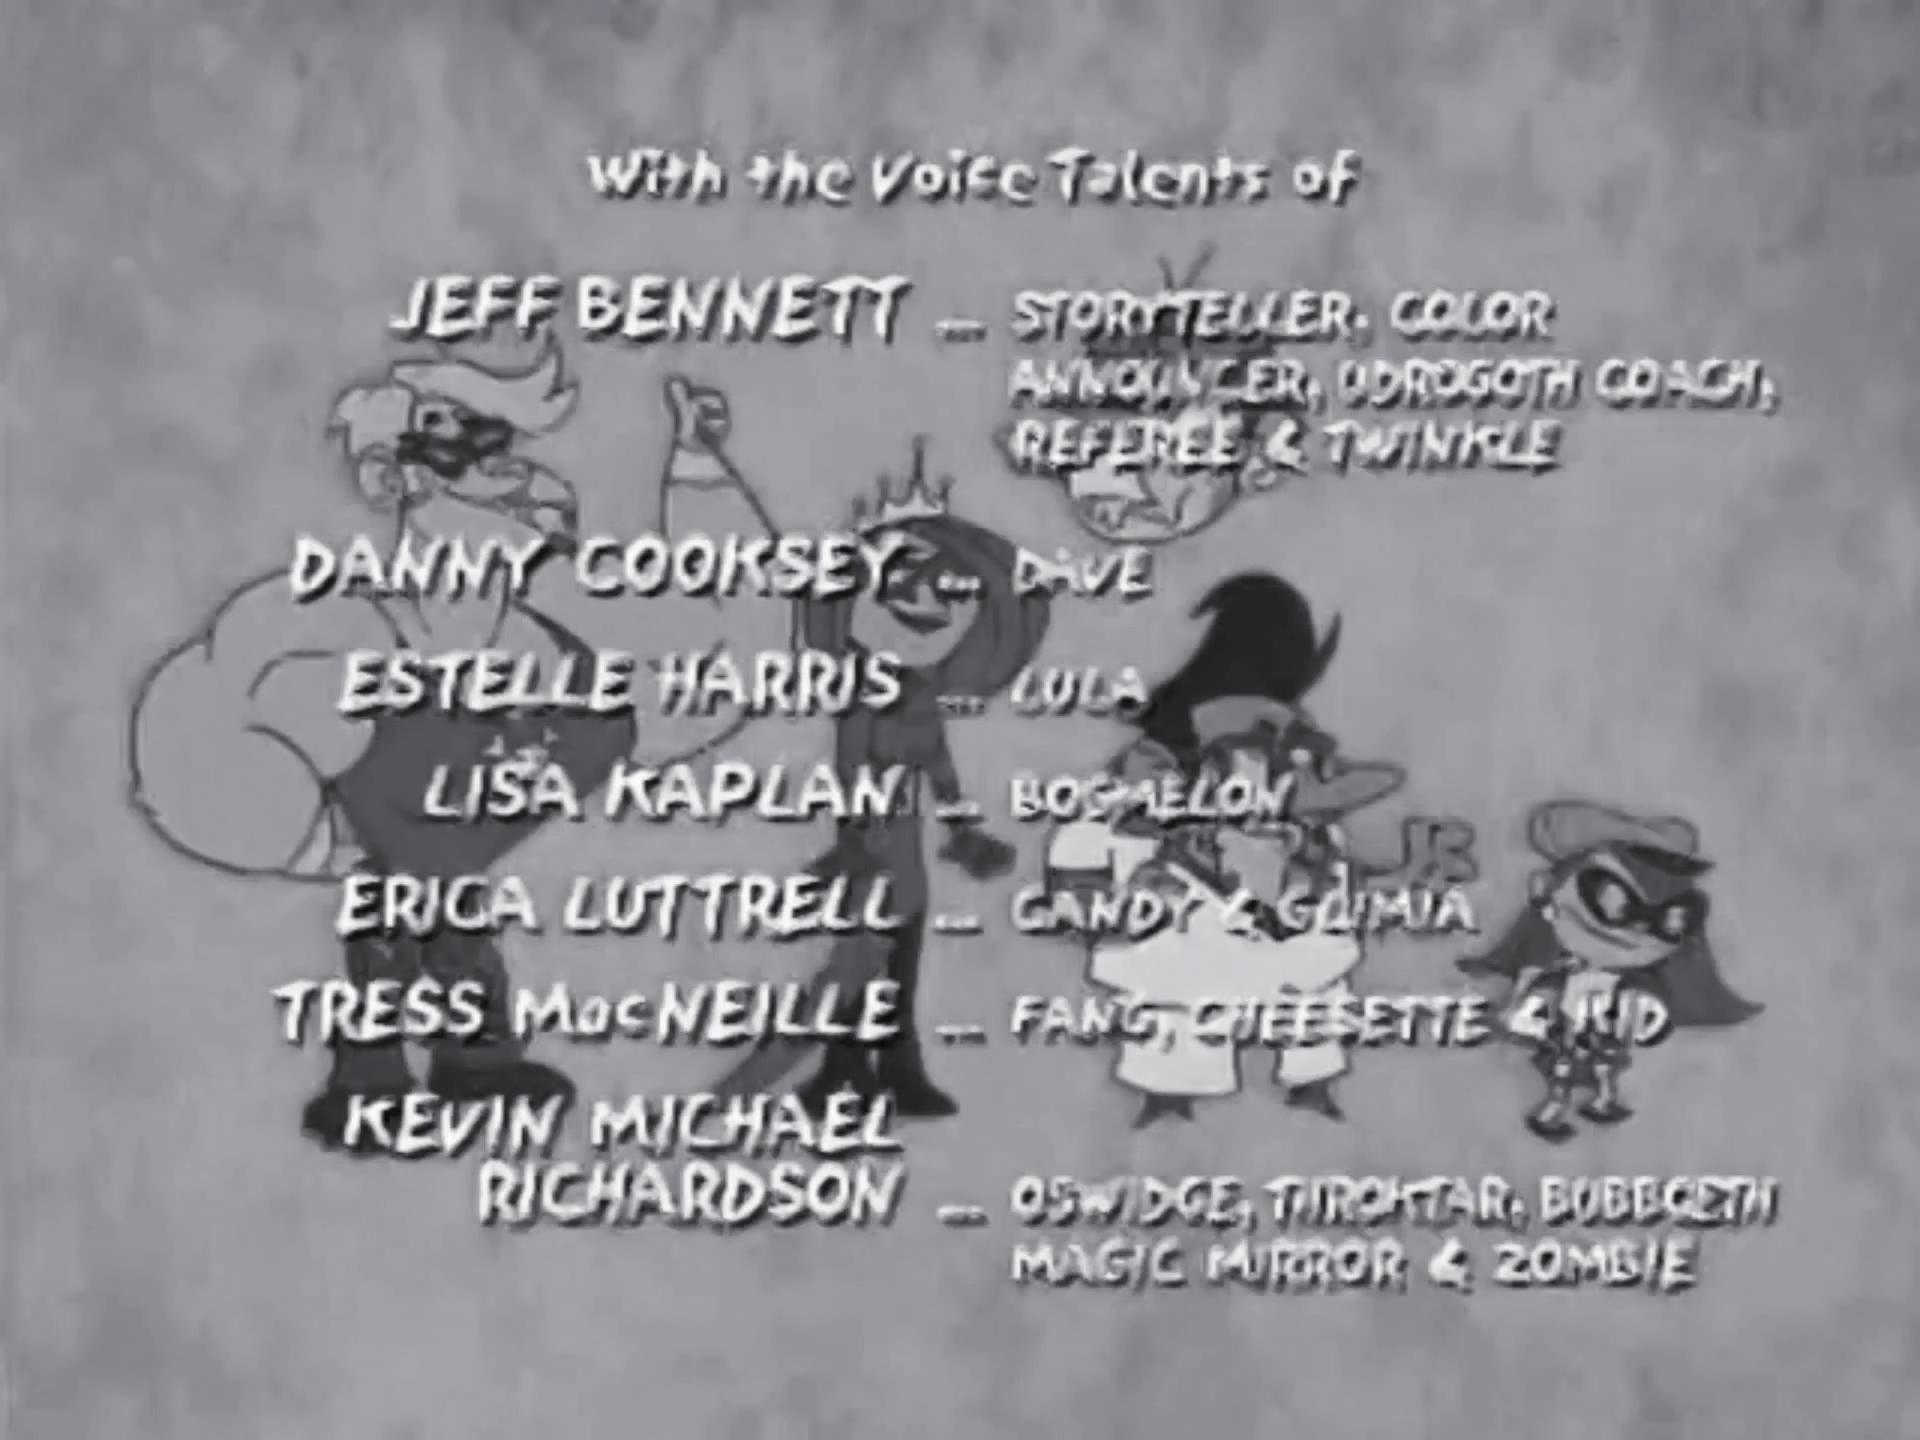 With the Voice Talents of
JEFF BENNETT ... STORYTELLER, COLOR
ANNOUNCER, UDROGOTH COACH,
REFEREE & TWINKLE
DANNY COOKSEY ... DAVE
ESTELLE HARRIS ... LULA
LISA KAPLAN ... BOGMELON
ERICA LUTTRELL ... CANDY & GLIMIA
TRESS MacNEILLE ... FANG, CHEESETTE & KID
KEVIN MICHAEL
RICHARDSON ... OSWIDGE, THROKTAR, BUBBGETH
MAGIC MIRROR & ZOMBIE